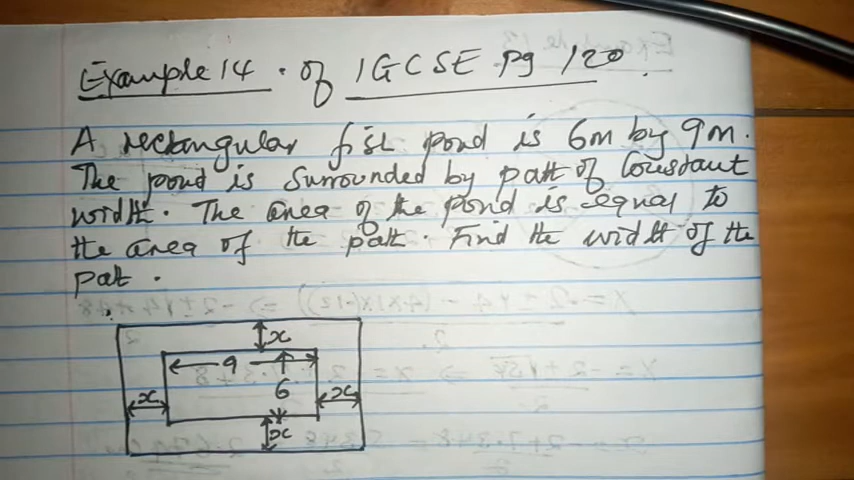 Example 14 . of IGCSE Pg 120.
A rectangular fish pond is 6m by 9m.
The pond is surrounded by path of constant
width. The area of the pond is equal to
the area of the path. Find the width of the
path.
x
9
6
x
x
x